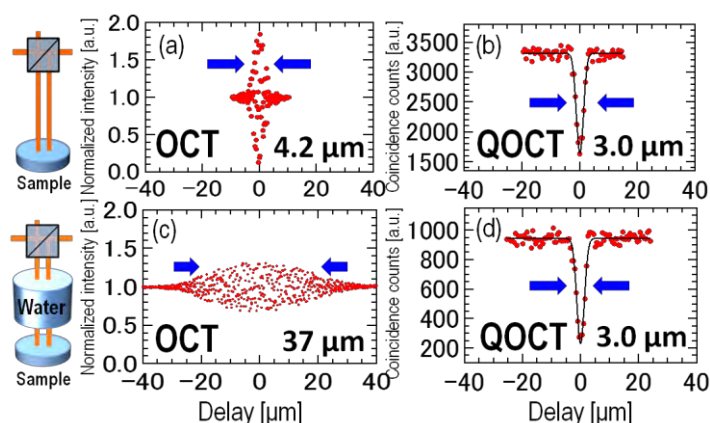 Sample
Normalized intensity [a.u.]
2.0
1.5
1.0
0.5
0.0
(a)
OCT
4.2 μm
−40
−20
0
20
40
Coincidence counts [a.u.]
3500
3000
2500
2000
1500
(b)
QOCT
3.0 μm
−40
−20
0
20
40
Water
Sample
Normalized intensity [a.u.]
2.0
1.5
1.0
0.5
0.0
(c)
OCT
37 μm
−40
−20
0
20
40
Delay [μm]
Coincidence counts [a.u.]
1000
800
600
400
200
(d)
QOCT
3.0 μm
−40
−20
0
20
40
Delay [μm]